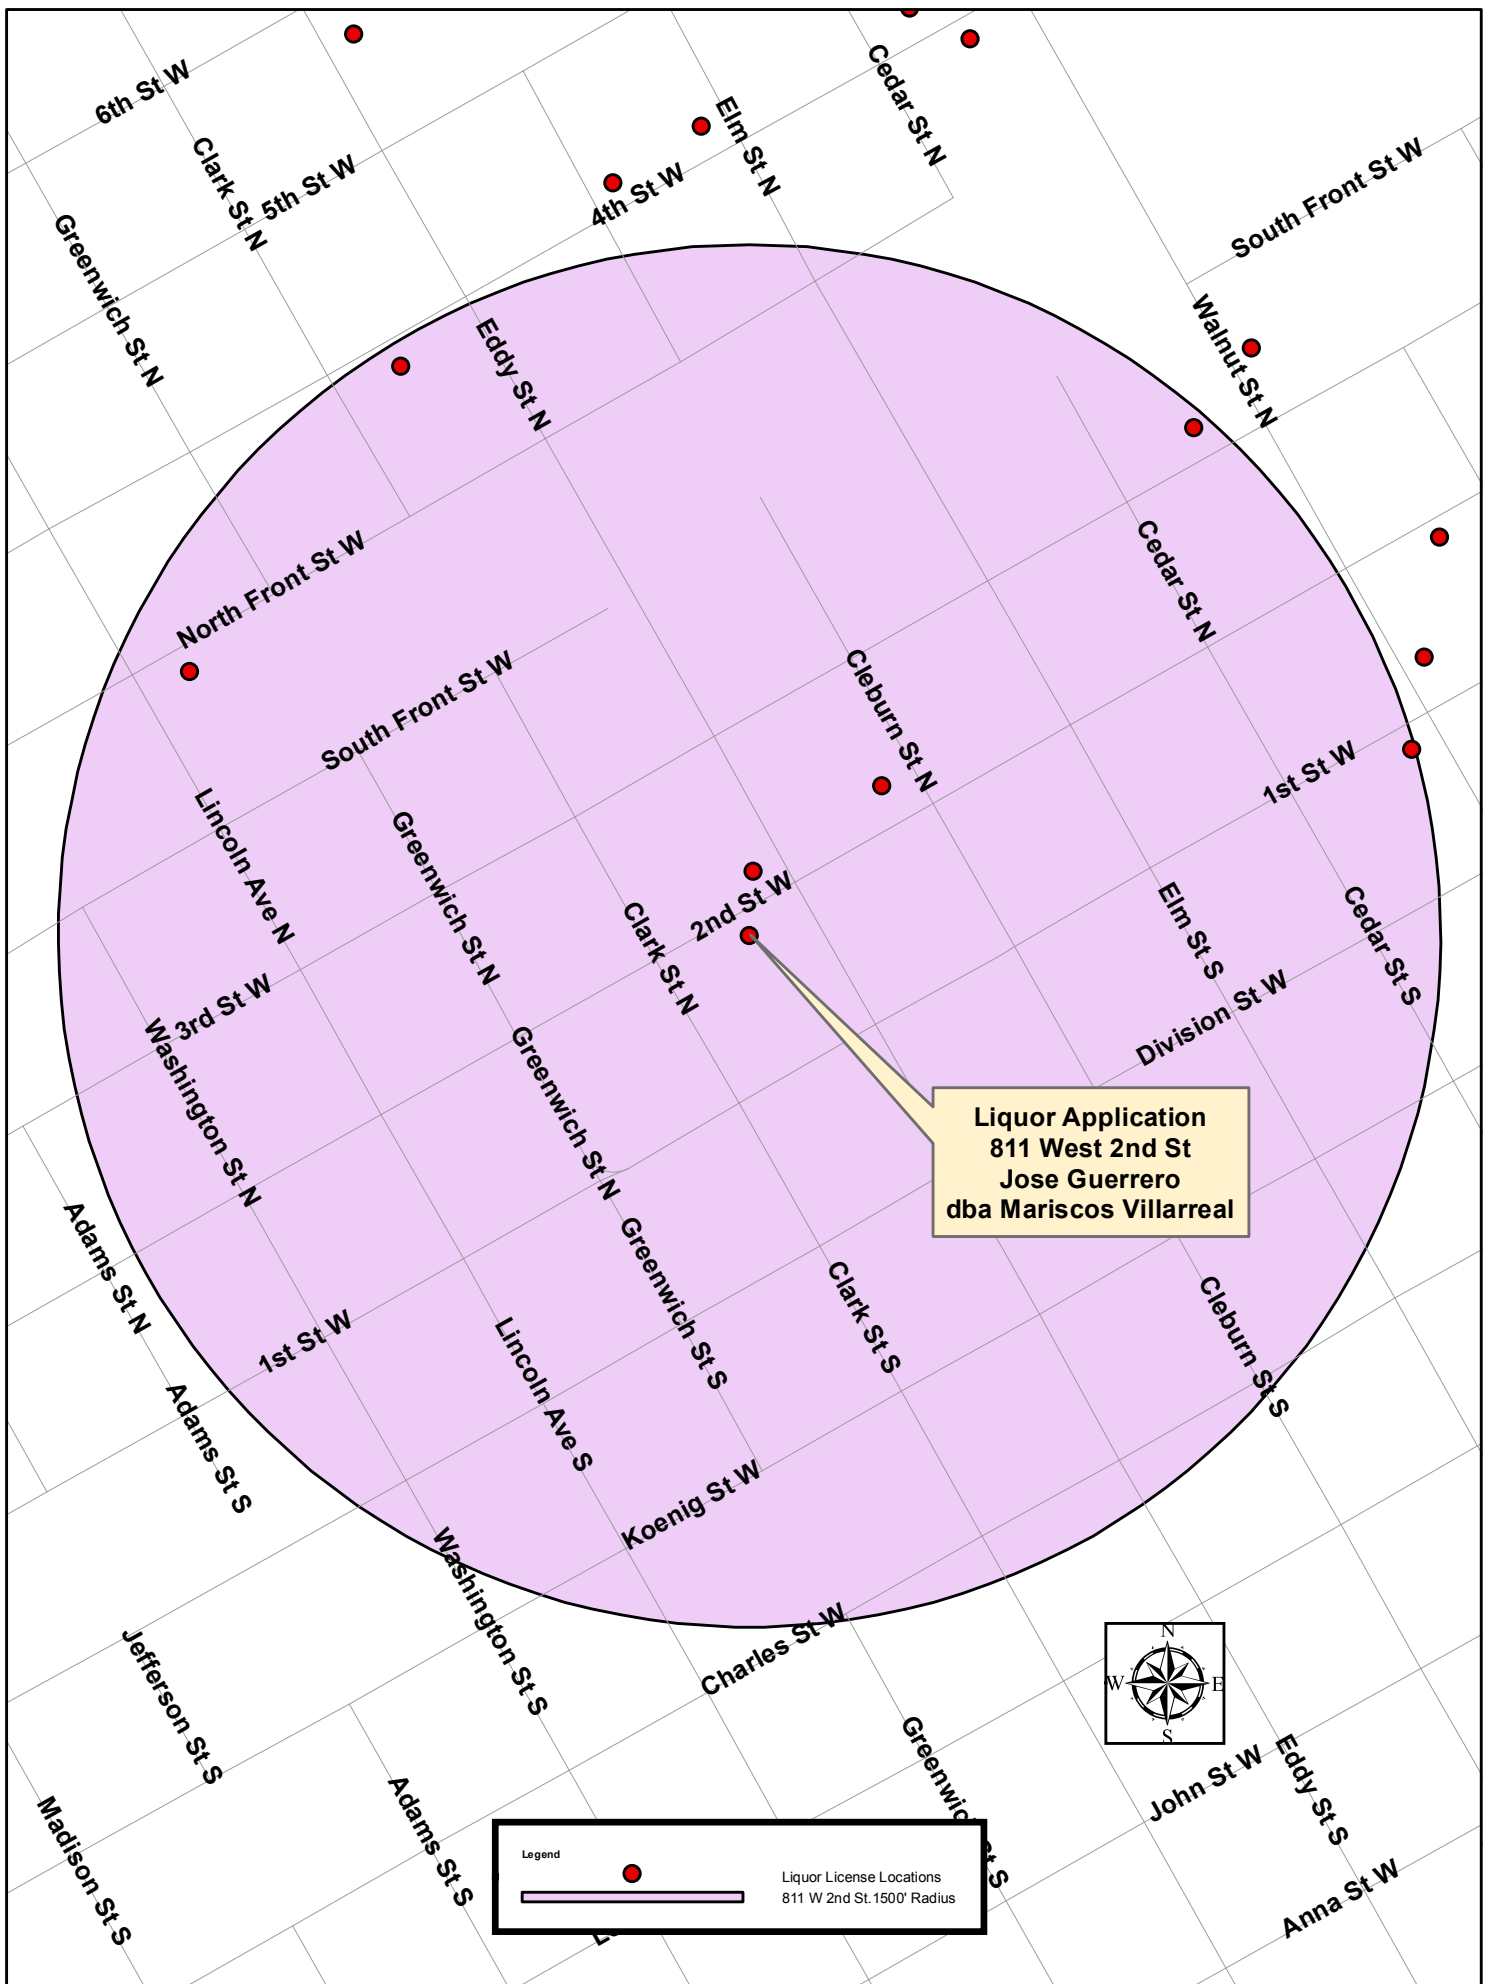 6th St W
Clark St N
5th St W
Greenwich St N
Elm St N
4th St W
Cedar St N
South Front St W
Walnut St N
Eddy St N
North Front St W
South Front St W
Cedar St N
Cleburn St N
1st St W
Lincoln Ave N
Greenwich St N
2nd St W
Clark St N
Elm St S
Cedar St S
3rd St W
Division St W
Washington St N
Greenwich St N
Liquor Application
811 West 2nd St
Jose Guerrero
dba Mariscos Villarreal
Adams St N
1st St W
Greenwich St S
Clark St S
Cleburn St S
Lincoln Ave S
Adams St S
Koenig St W
Washington St S
Charles St W
Jefferson St S
N
W
E
S
Greenwich St S
John St W
Eddy St S
Madison St S
Adams St S
Anna St W
Legend
Liquor License Locations
811 W 2nd St.1500' Radius